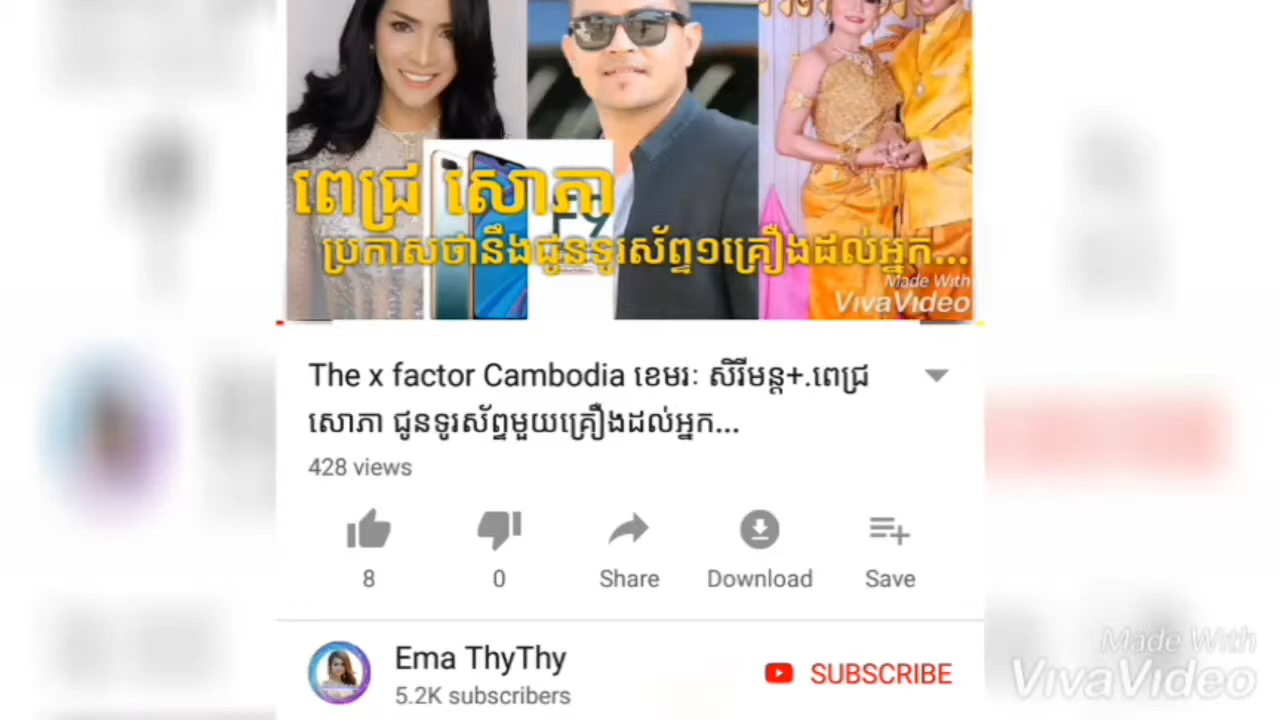 ពេជ្រ សោភា
F9
ប្រកាសថានឹងជូនទូរស័ព្ទ១គ្រឿងដល់អ្នក...
Made With
VivaVideo
The x factor Cambodia ខេមរៈ សិរីមន្ត+.ពេជ្រ
សោភា ជូនទូរស័ព្ទមួយគ្រឿងដល់អ្នក...
428 views
8
0
Share
Download
Save
Ema ThyThy
5.2K subscribers
SUBSCRIBE
Made With
VivaVideo